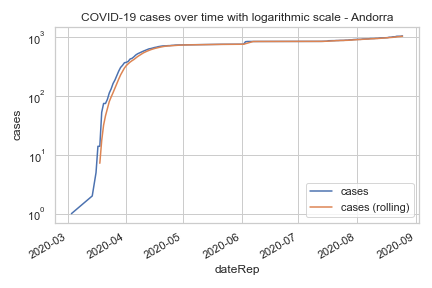 COVID-19 cases over time with logarithmic scale - Andorra
10³
10²
10¹
10⁰
cases
cases
cases (rolling)
2020-03
2020-04
2020-05
2020-06
2020-07
2020-08
2020-09
dateRep